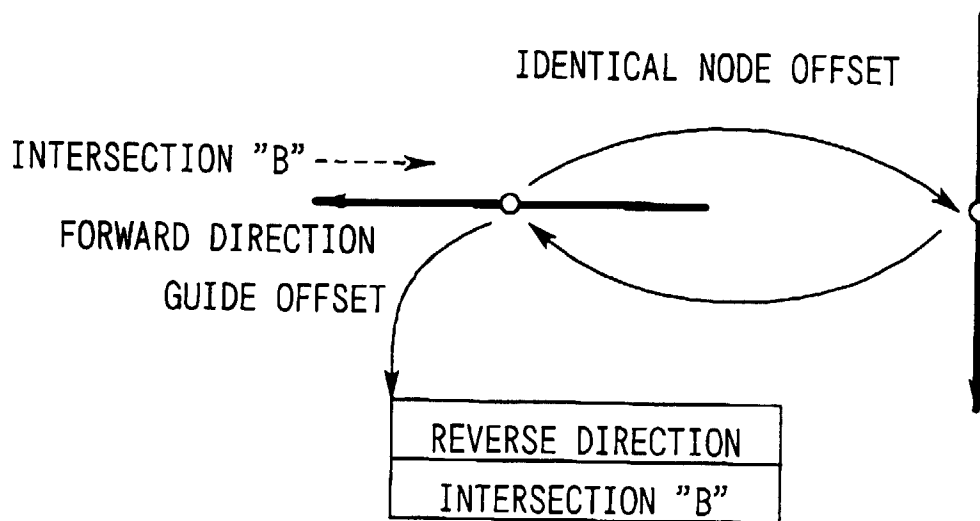 IDENTICAL NODE OFFSET
INTERSECTION "B"
FORWARD DIRECTION
GUIDE OFFSET
REVERSE DIRECTION
INTERSECTION "B"